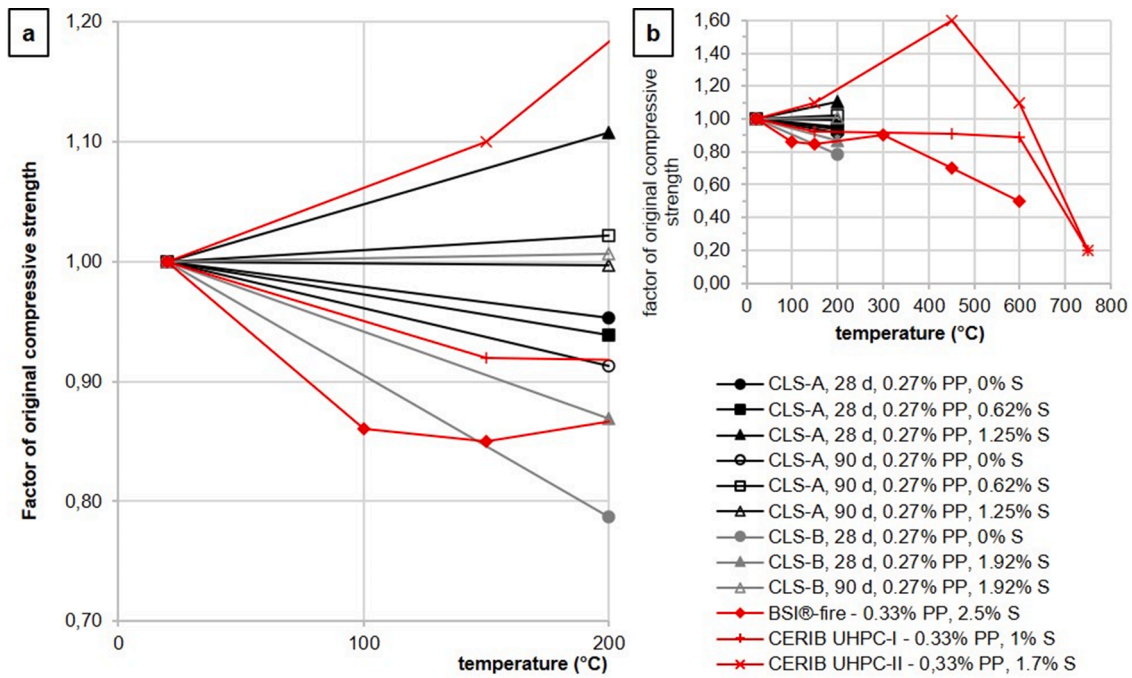 a
Factor of original compressive strength
1,20
1,10
1,00
0,90
0,80
0,70
0
100
200
temperature (°C)
b
factor of original compressive
strength
1,60
1,40
1,20
1,00
0,80
0,60
0,40
0,20
0,00
0 100 200 300 400 500 600 700 800
temperature (°C)
CLS-A, 28 d, 0.27% PP, 0% S
CLS-A, 28 d, 0.27% PP, 0.62% S
CLS-A, 28 d, 0.27% PP, 1.25% S
CLS-A, 90 d, 0.27% PP, 0% S
CLS-A, 90 d, 0.27% PP, 0.62% S
CLS-A, 90 d, 0.27% PP, 1.25% S
CLS-B, 28 d, 0.27% PP, 0% S
CLS-B, 28 d, 0.27% PP, 1.92% S
CLS-B, 90 d, 0.27% PP, 1.92% S
BSI®-fire - 0.33% PP, 2.5% S
CERIB UHPC-I - 0.33% PP, 1% S
CERIB UHPC-II - 0,33% PP, 1.7% S